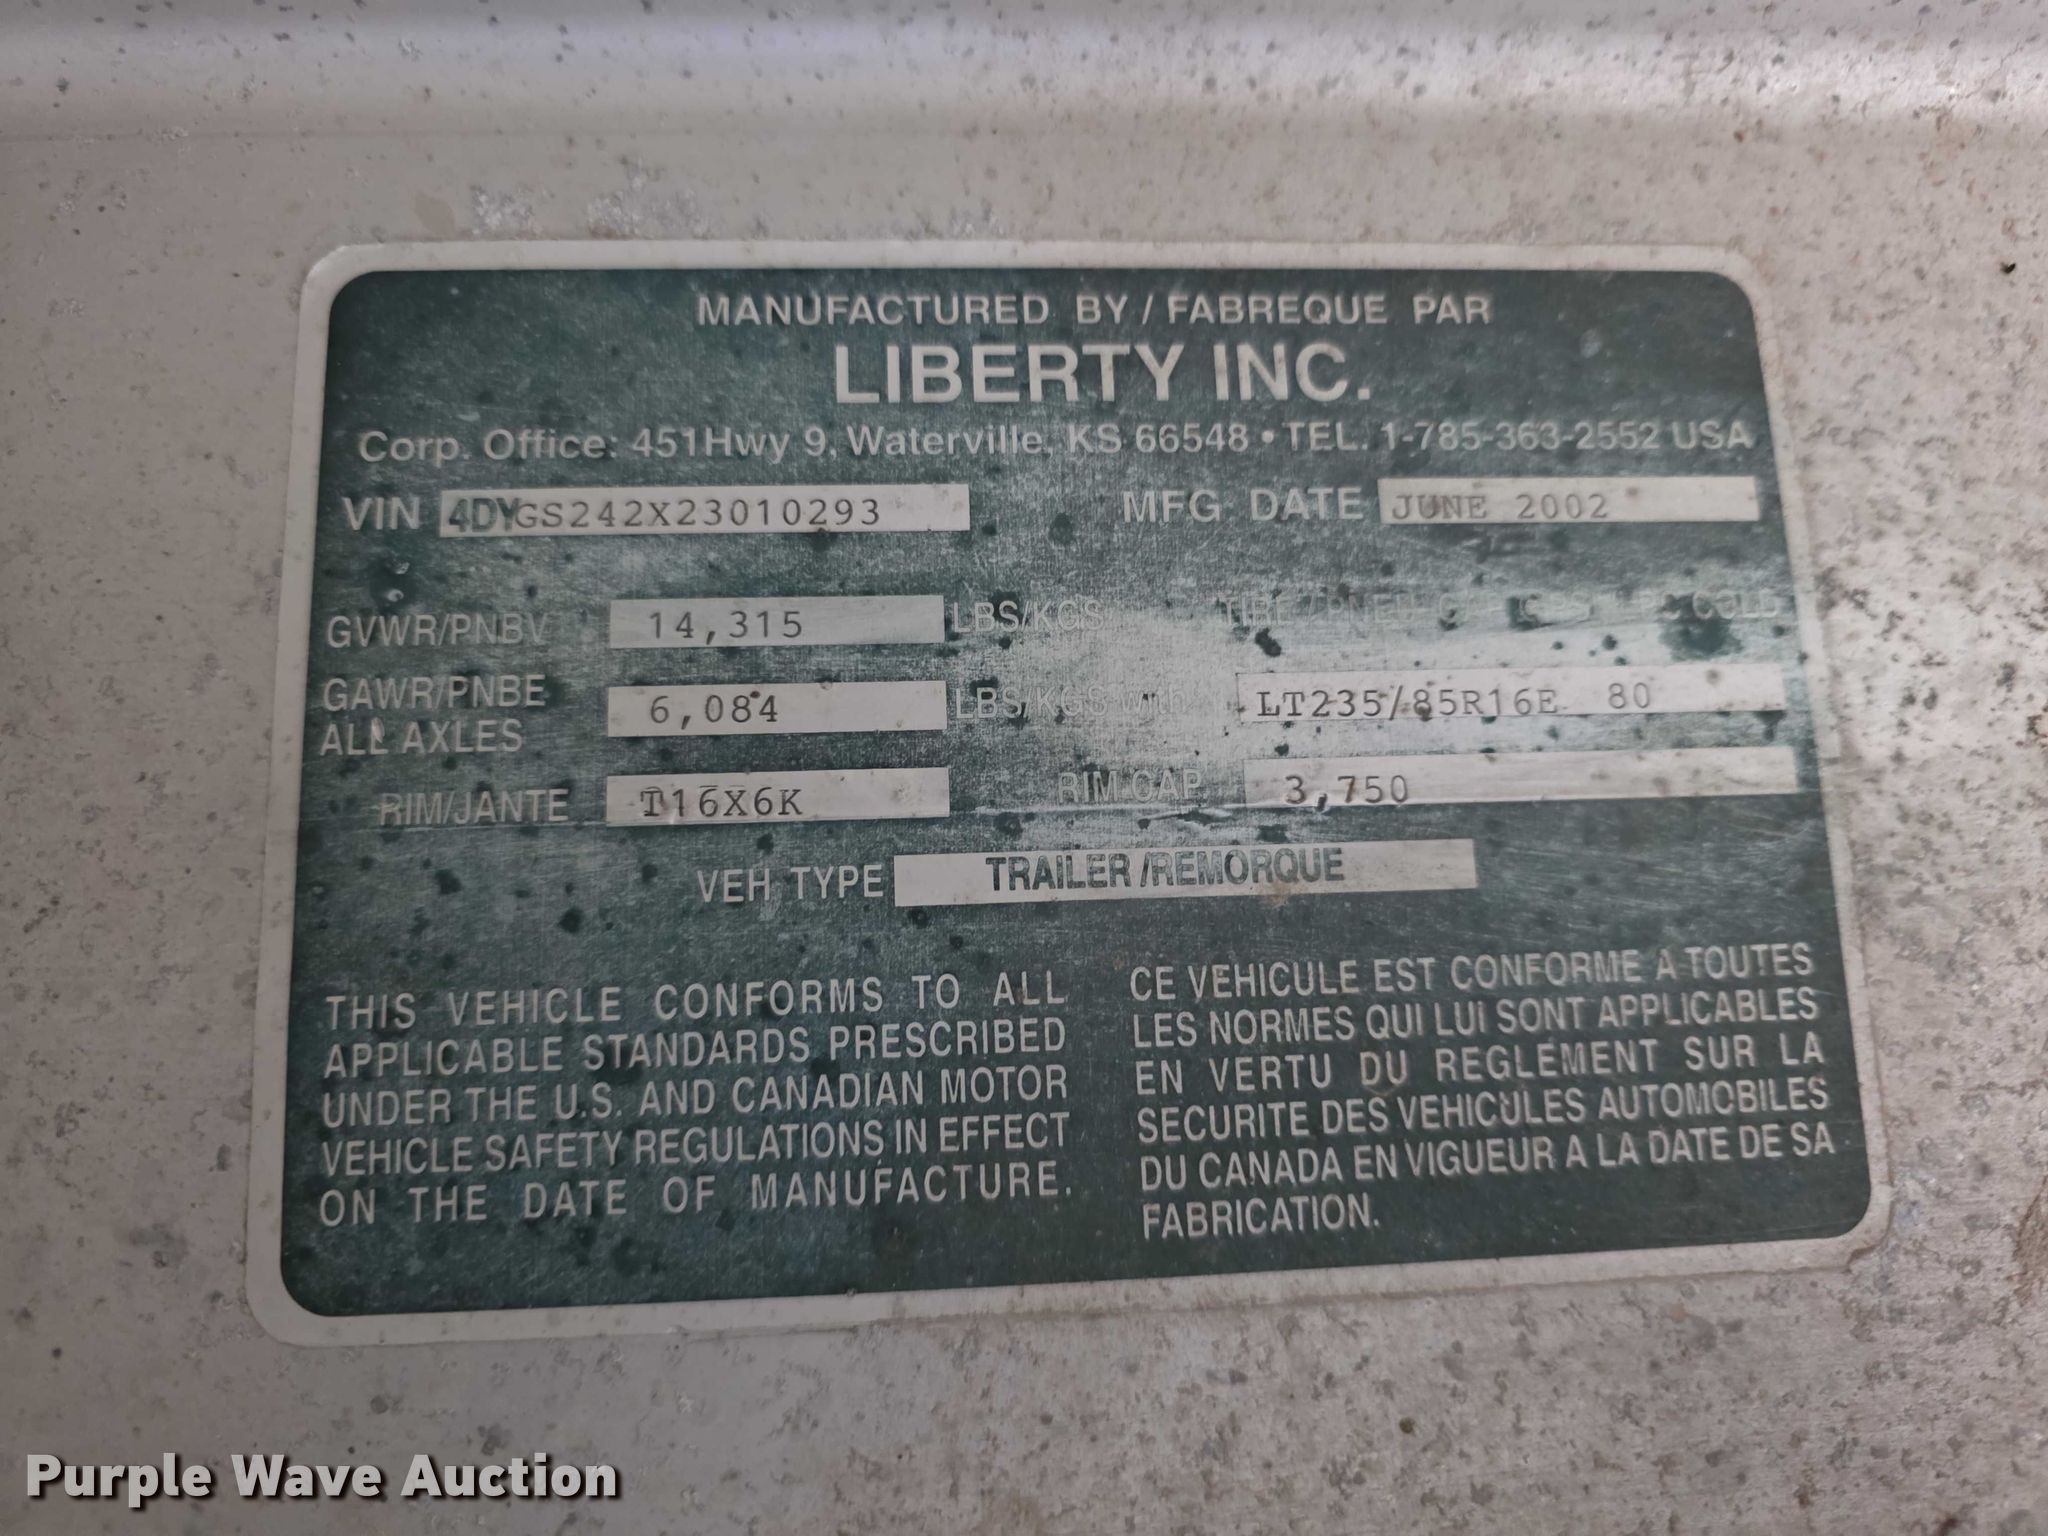 MANUFACTURED BY / FABREQUE PAR
LIBERTY INC.
Corp. Office: 451Hwy 9, Waterville, KS 66548 • TEL. 1-785-363-2552 USA
VIN 4DYGS242X23010293 MFG DATE JUNE 2002
GVWR/PNBV 14,315 LBS/KGS TIRE/PNEU COLD
GAWR/PNBE ALL AXLES 6,084 LBS/KGS with LT235/85R16E 80
RIM/JANTE T16X6K RIM CAP 3,750
VEH TYPE TRAILER /REMORQUE
THIS VEHICLE CONFORMS TO ALL
APPLICABLE STANDARDS PRESCRIBED
UNDER THE U.S. AND CANADIAN MOTOR
VEHICLE SAFETY REGULATIONS IN EFFECT
ON THE DATE OF MANUFACTURE.
CE VEHICULE EST CONFORME A TOUTES
LES NORMES QUI LUI SONT APPLICABLES
EN VERTU DU REGLEMENT SUR LA
SECURITE DES VEHICULES AUTOMOBILES
DU CANADA EN VIGUEUR A LA DATE DE SA
FABRICATION.
Purple Wave Auction